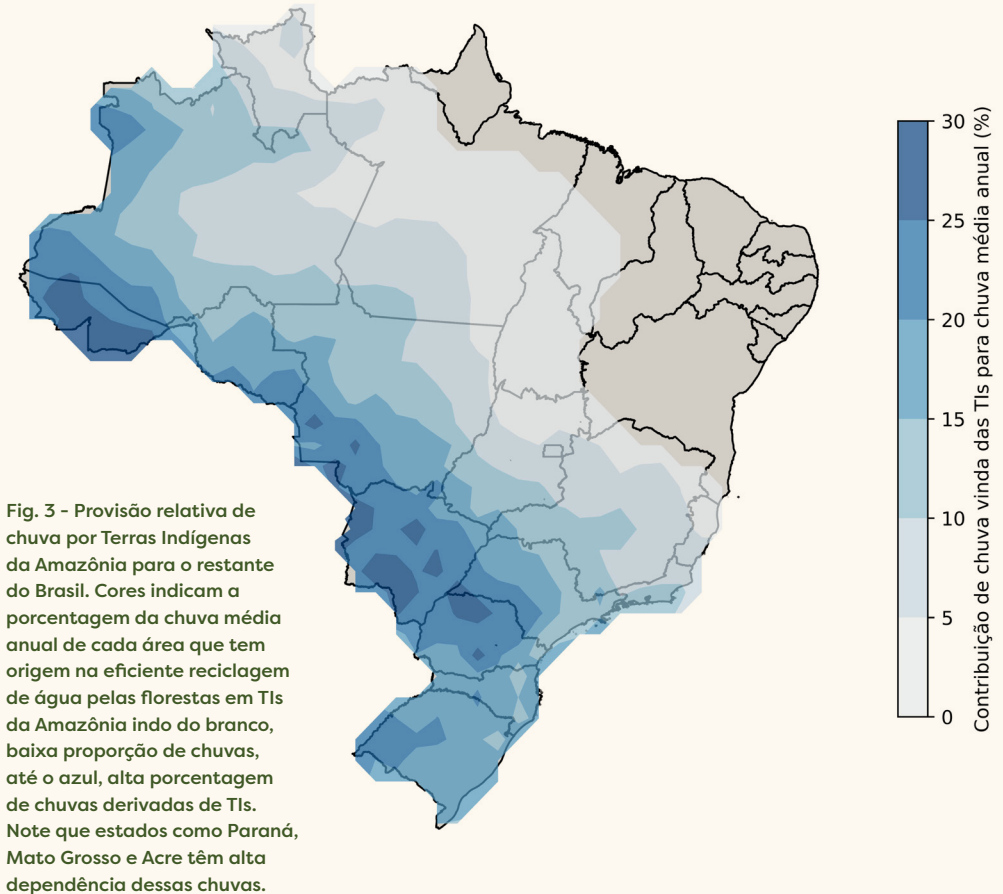 30
25
20
15
10
5
0
Contribuição de chuva vinda das TIs para chuva média anual (%)
Fig. 3 - Provisão relativa de
chuva por Terras Indígenas
da Amazônia para o restante
do Brasil. Cores indicam a
porcentagem da chuva média
anual de cada área que tem
origem na eficiente reciclagem
de água pelas florestas em TIs
da Amazônia indo do branco,
baixa proporção de chuvas,
até o azul, alta porcentagem
de chuvas derivadas de TIs.
Note que estados como Paraná,
Mato Grosso e Acre têm alta
dependência dessas chuvas.